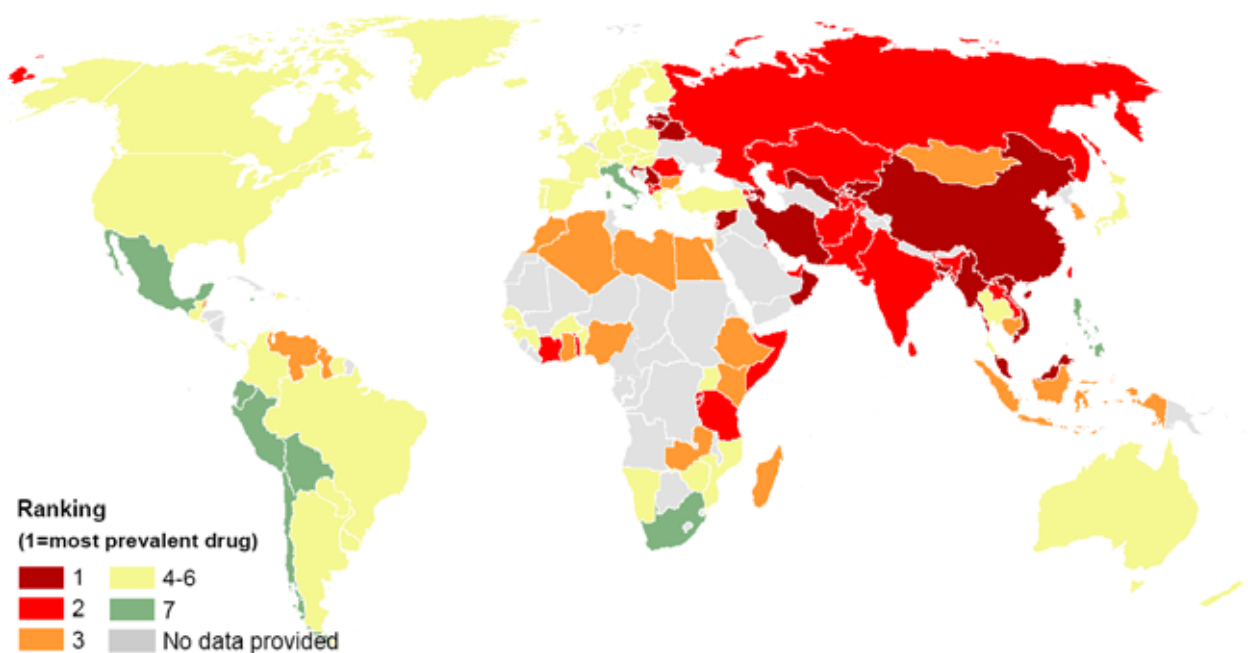 Ranking
(1=most prevalent drug)
1 4-6
2 7
3 No data provided